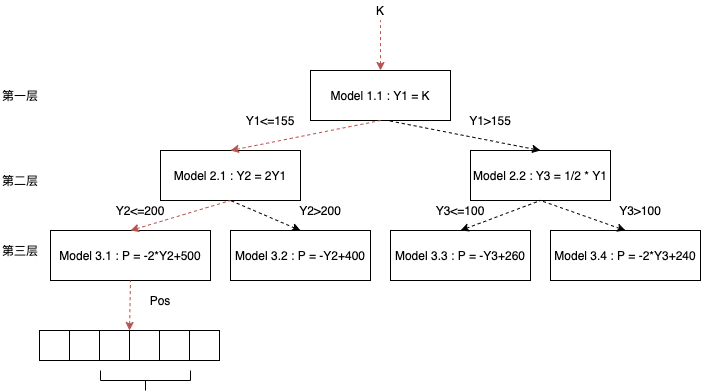 K
第一层
Model 1.1 : Y1 = K
Y1<=155
Y1>155
第二层
Model 2.1 : Y2 = 2Y1
Model 2.2 : Y3 = 1/2 * Y1
Y2<=200
Y2>200
Y3<=100
Y3>100
第三层
Model 3.1 : P = -2*Y2+500
Model 3.2 : P = -Y2+400
Model 3.3 : P = -Y3+260
Model 3.4 : P = -2*Y3+240
Pos